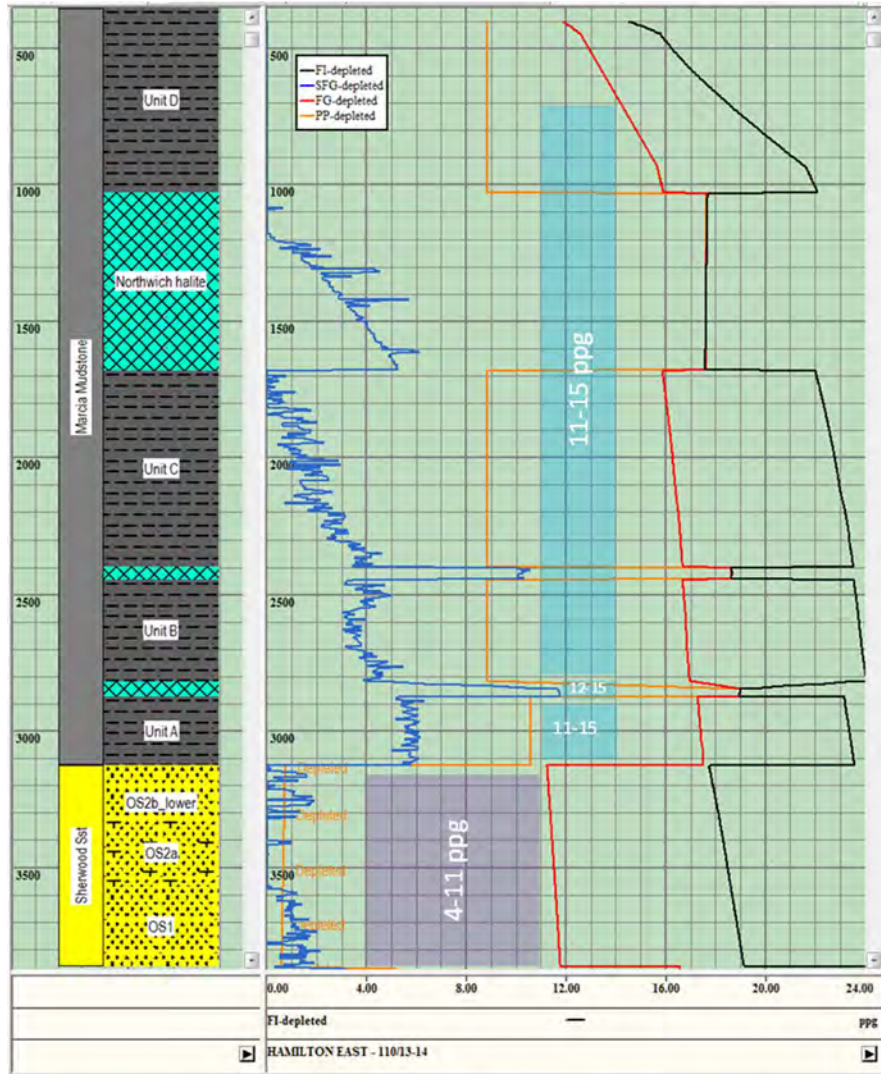 500
1000
1500
2000
2500
3000
3500
Marcia Mudstone
Sherwood Sst
Unit D
Northwich halite
Unit C
Unit B
Unit A
OS2b_lower
OS2a
OS1
500
1000
1500
2000
2500
3000
3500
FI-depleted
SFG-depleted
FG-depleted
PP-depleted
11-15 ppg
12-15
11-15
4-11 ppg
Depleted
Depleted
Depleted
Depleted
0.00 4.00 8.00 12.00 16.00 20.00 24.00
FI-depleted ppg
HAMILTON EAST - 110/13-14